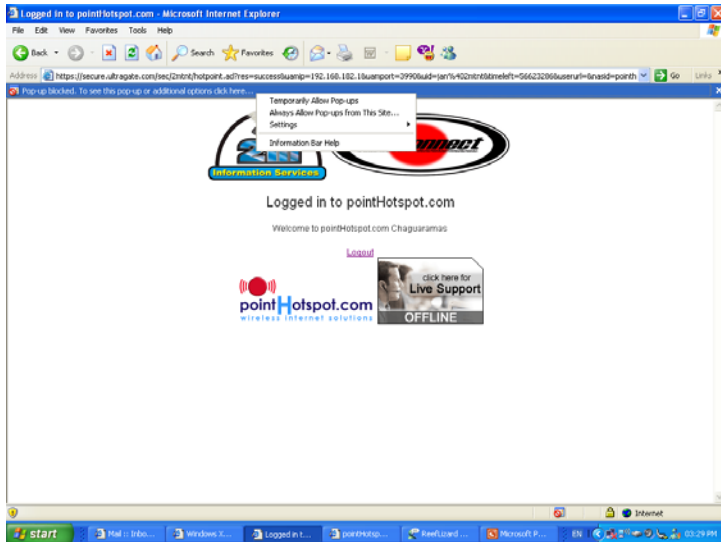 Logged in to pointHotspot.com - Microsoft Internet Explorer
File Edit View Favorites Tools Help
Back Search Favorites
Address https://secure.ultragate.com/sec/2ntnt/hotpoint.ad?res=success&uamip=192.168.182.1&uamport=3990&uid=jan%402ntnt&timeleft=56623206&userurl=&nasid=pointh Go Links
Pop-up blocked. To see this pop-up or additional options click here...
Temporarily Allow Pop-ups
Always Allow Pop-ups from This Site...
Settings
Information Bar Help
Information Services
Logged in to pointHotspot.com
Welcome to pointHotspot.com Chaguaramas
Logout
click here for
Live Support
OFFLINE
pointHotspot.com
wireless internet solutions
Internet
start Mail :: Inbo... Windows X... Logged in t... pointHotsp... ReefLizard ... Microsoft P... EN 03:29 PM